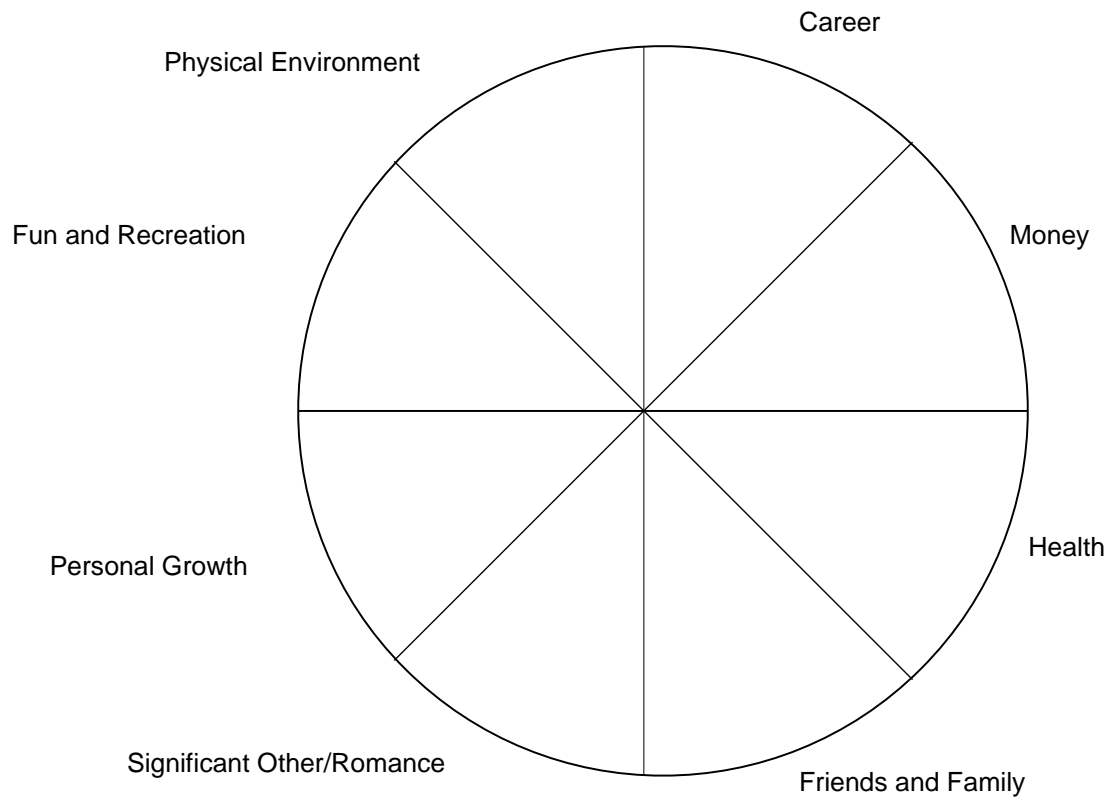 Career
Physical Environment
Fun and Recreation
Money
Health
Personal Growth
Significant Other/Romance
Friends and Family